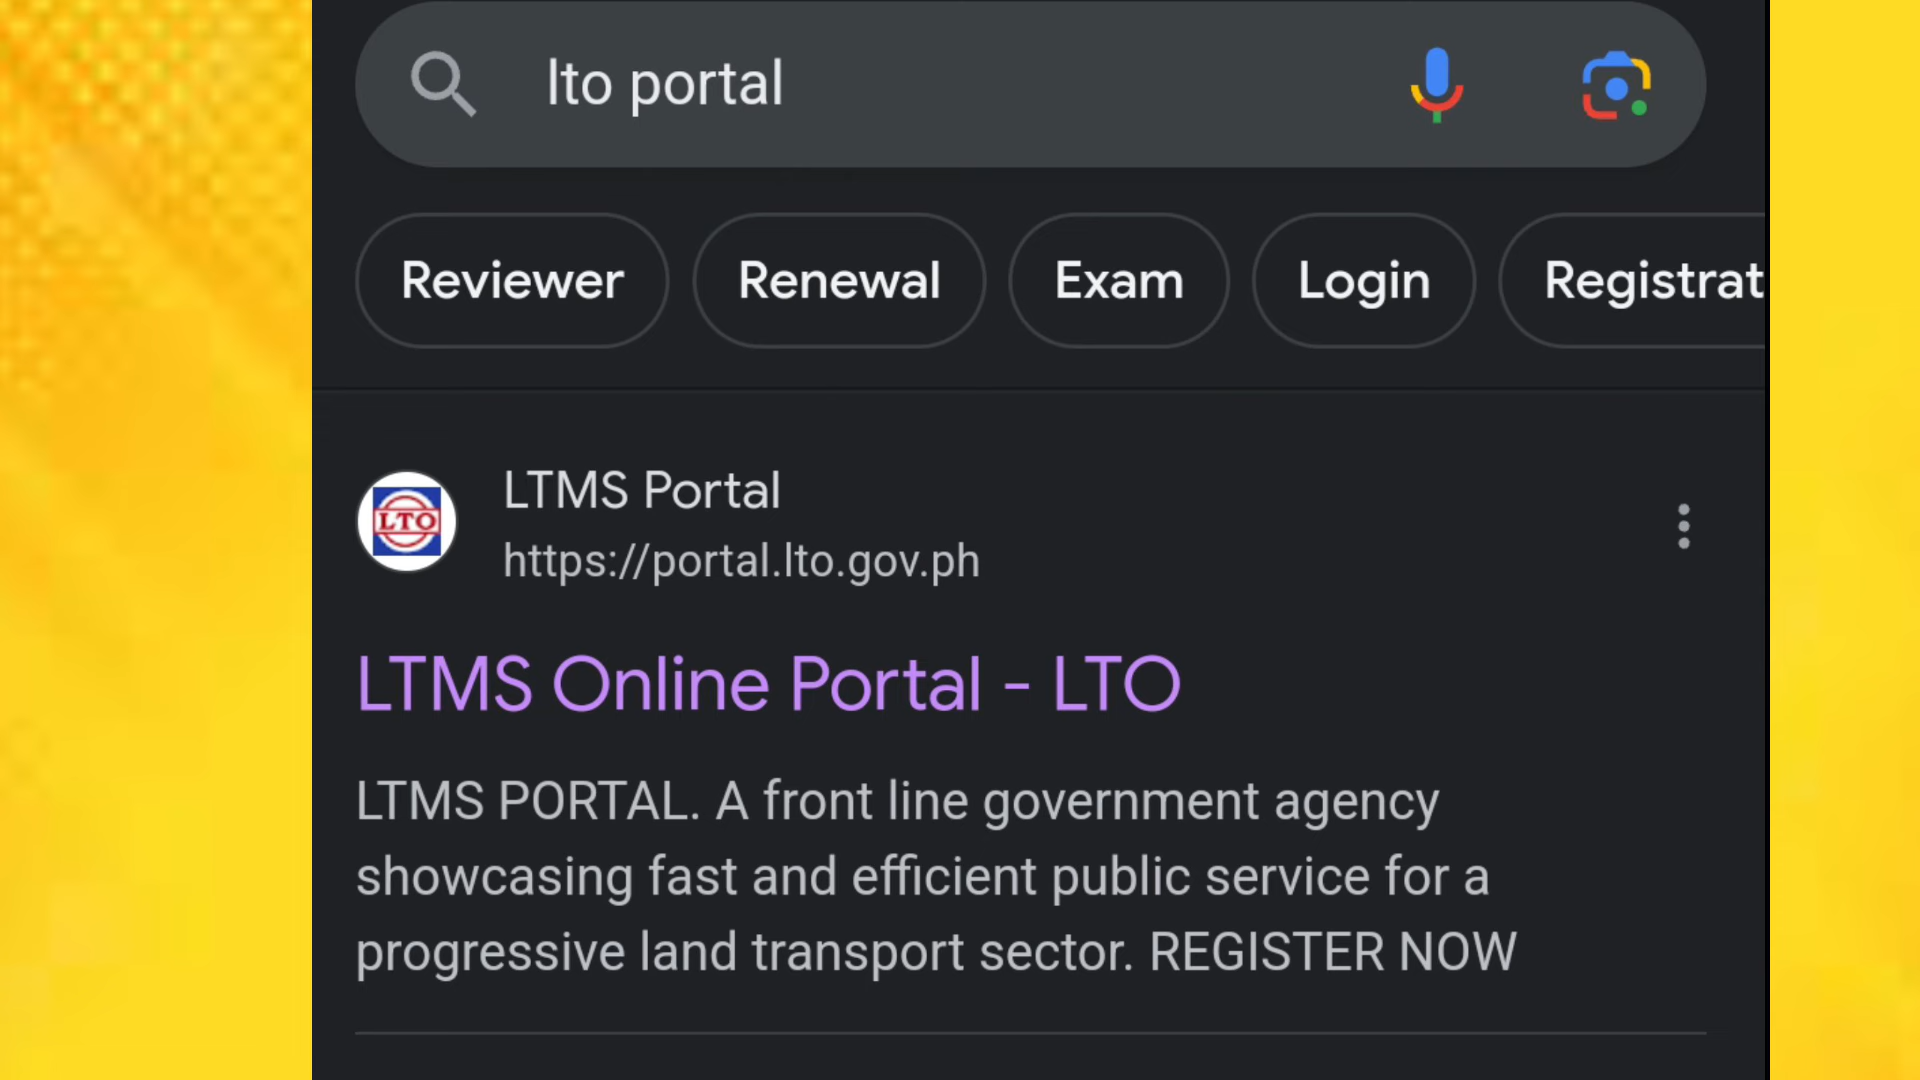 lto portal
Reviewer Renewal Exam Login Registrat
LTMS Portal
LTO
https://portal.lto.gov.ph
LTMS Online Portal - LTO
LTMS PORTAL. A front line government agency
showcasing fast and efficient public service for a
progressive land transport sector. REGISTER NOW